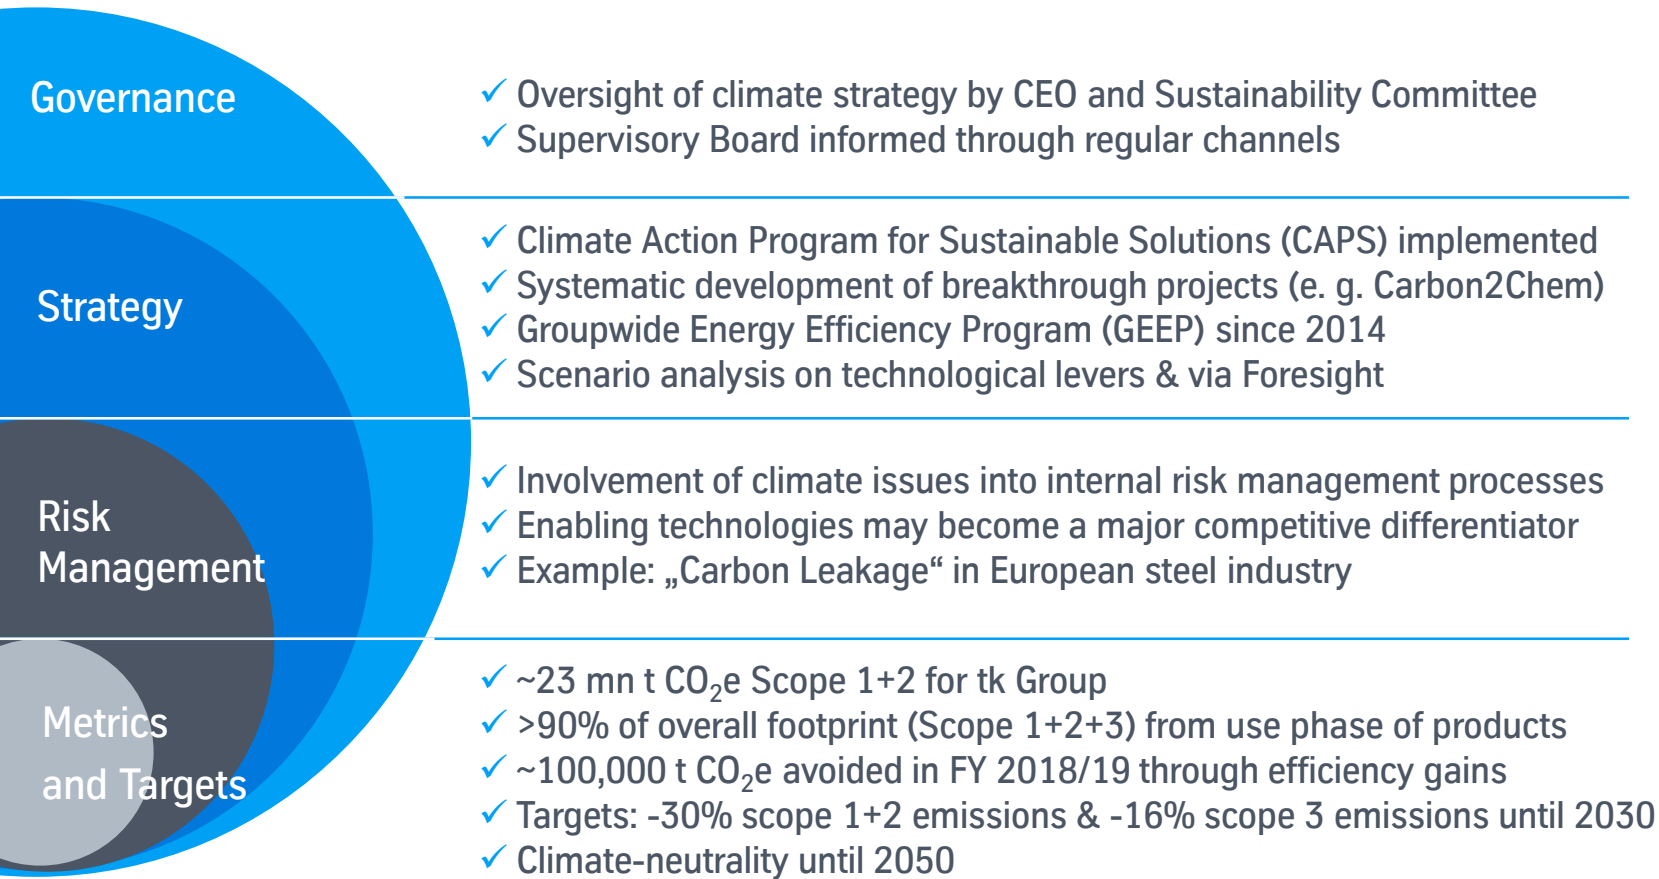 Governance
✓ Oversight of climate strategy by CEO and Sustainability Committee
✓ Supervisory Board informed through regular channels
Strategy
✓ Climate Action Program for Sustainable Solutions (CAPS) implemented
✓ Systematic development of breakthrough projects (e. g. Carbon2Chem)
✓ Groupwide Energy Efficiency Program (GEEP) since 2014
✓ Scenario analysis on technological levers & via Foresight
Risk
Management
✓ Involvement of climate issues into internal risk management processes
✓ Enabling technologies may become a major competitive differentiator
✓ Example: „Carbon Leakage“ in European steel industry
Metrics
and Targets
✓ ~23 mn t CO₂e Scope 1+2 for tk Group
✓ >90% of overall footprint (Scope 1+2+3) from use phase of products
✓ ~100,000 t CO₂e avoided in FY 2018/19 through efficiency gains
✓ Targets: -30% scope 1+2 emissions & -16% scope 3 emissions until 2030
✓ Climate-neutrality until 2050